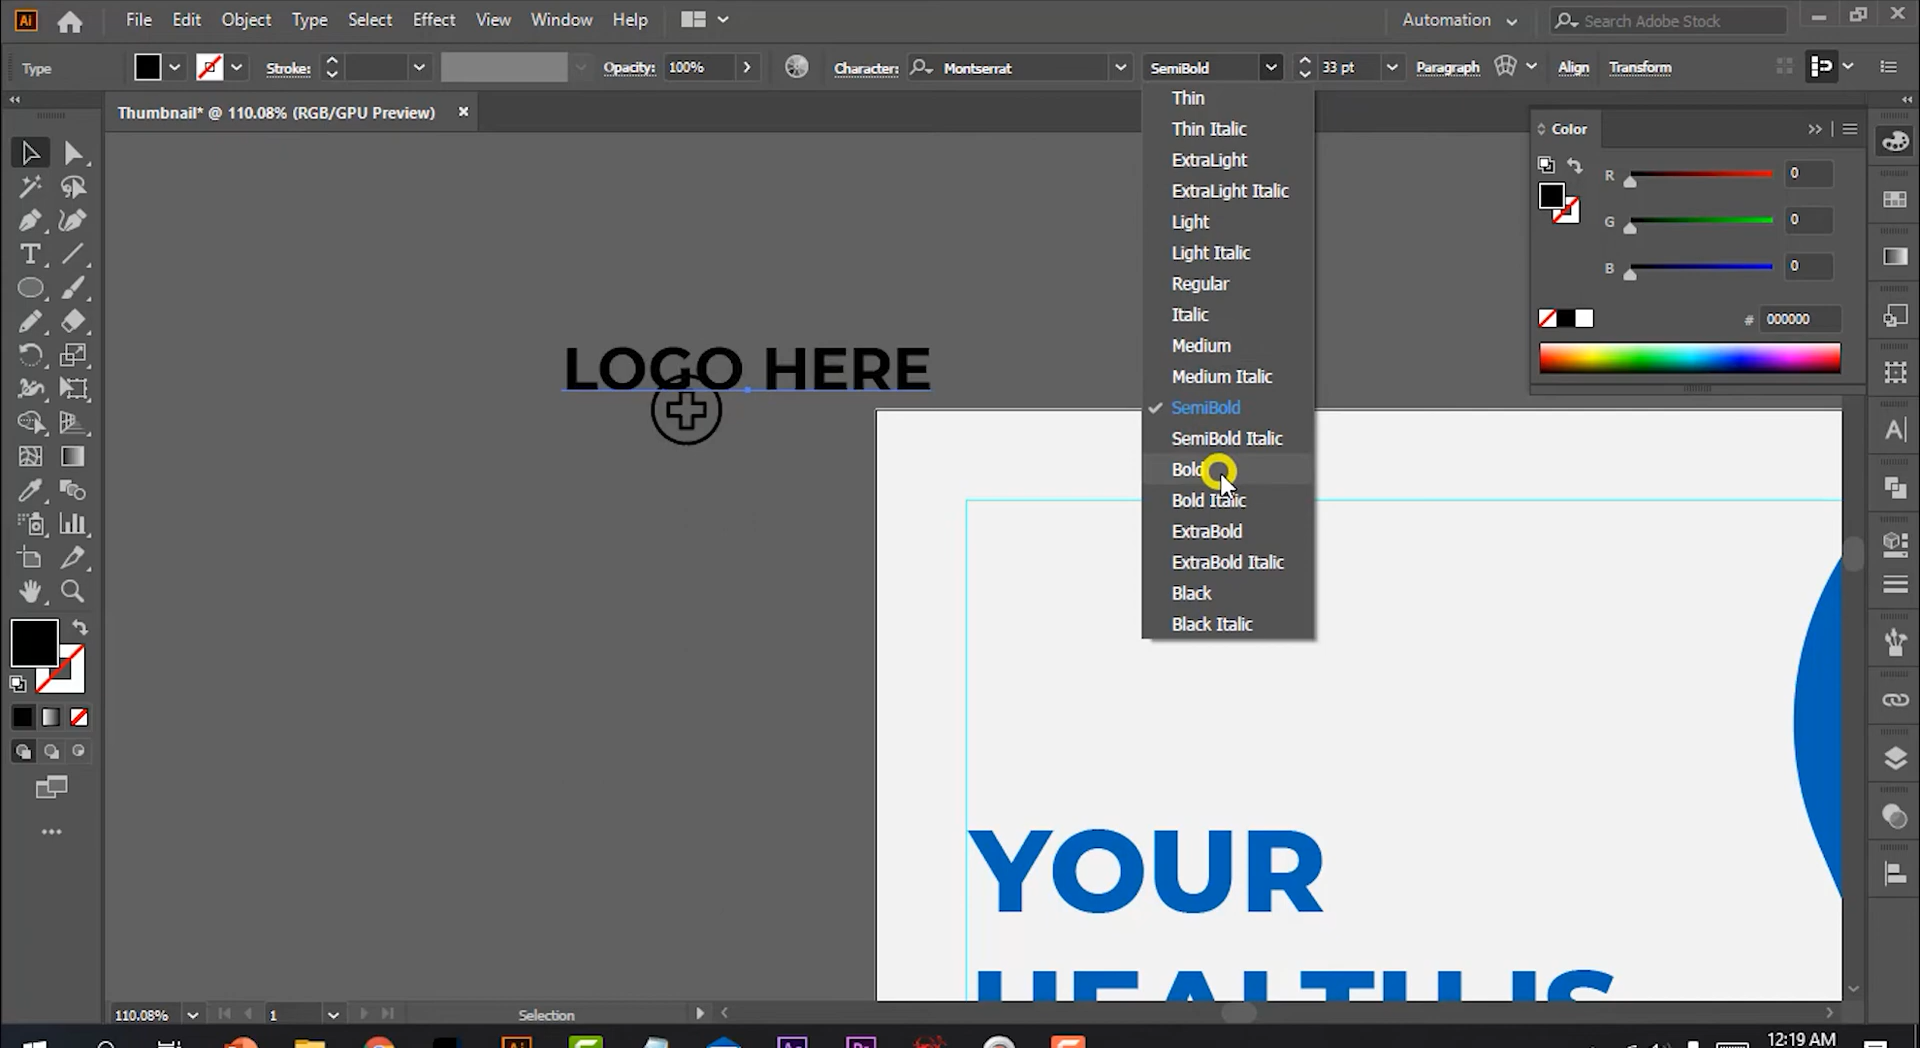 Ai File Edit Object Type Select Effect View Window Help Automation Search Adobe Stock
Type Stroke: Opacity: 100% Character: Montserrat SemiBold 33 pt Paragraph Align Transform
Thumbnail* @ 110.08% (RGB/GPU Preview)
Thin
Thin Italic
ExtraLight
ExtraLight Italic
Light
Light Italic
Regular
Italic
Medium
Medium Italic
SemiBold
SemiBold Italic
Bold
Bold Italic
ExtraBold
ExtraBold Italic
Black
Black Italic
Color
R 0
G 0
B 0
# 000000
LOGO HERE
YOUR
HEALTH IS
110.08% 1 Selection
12:19 AM